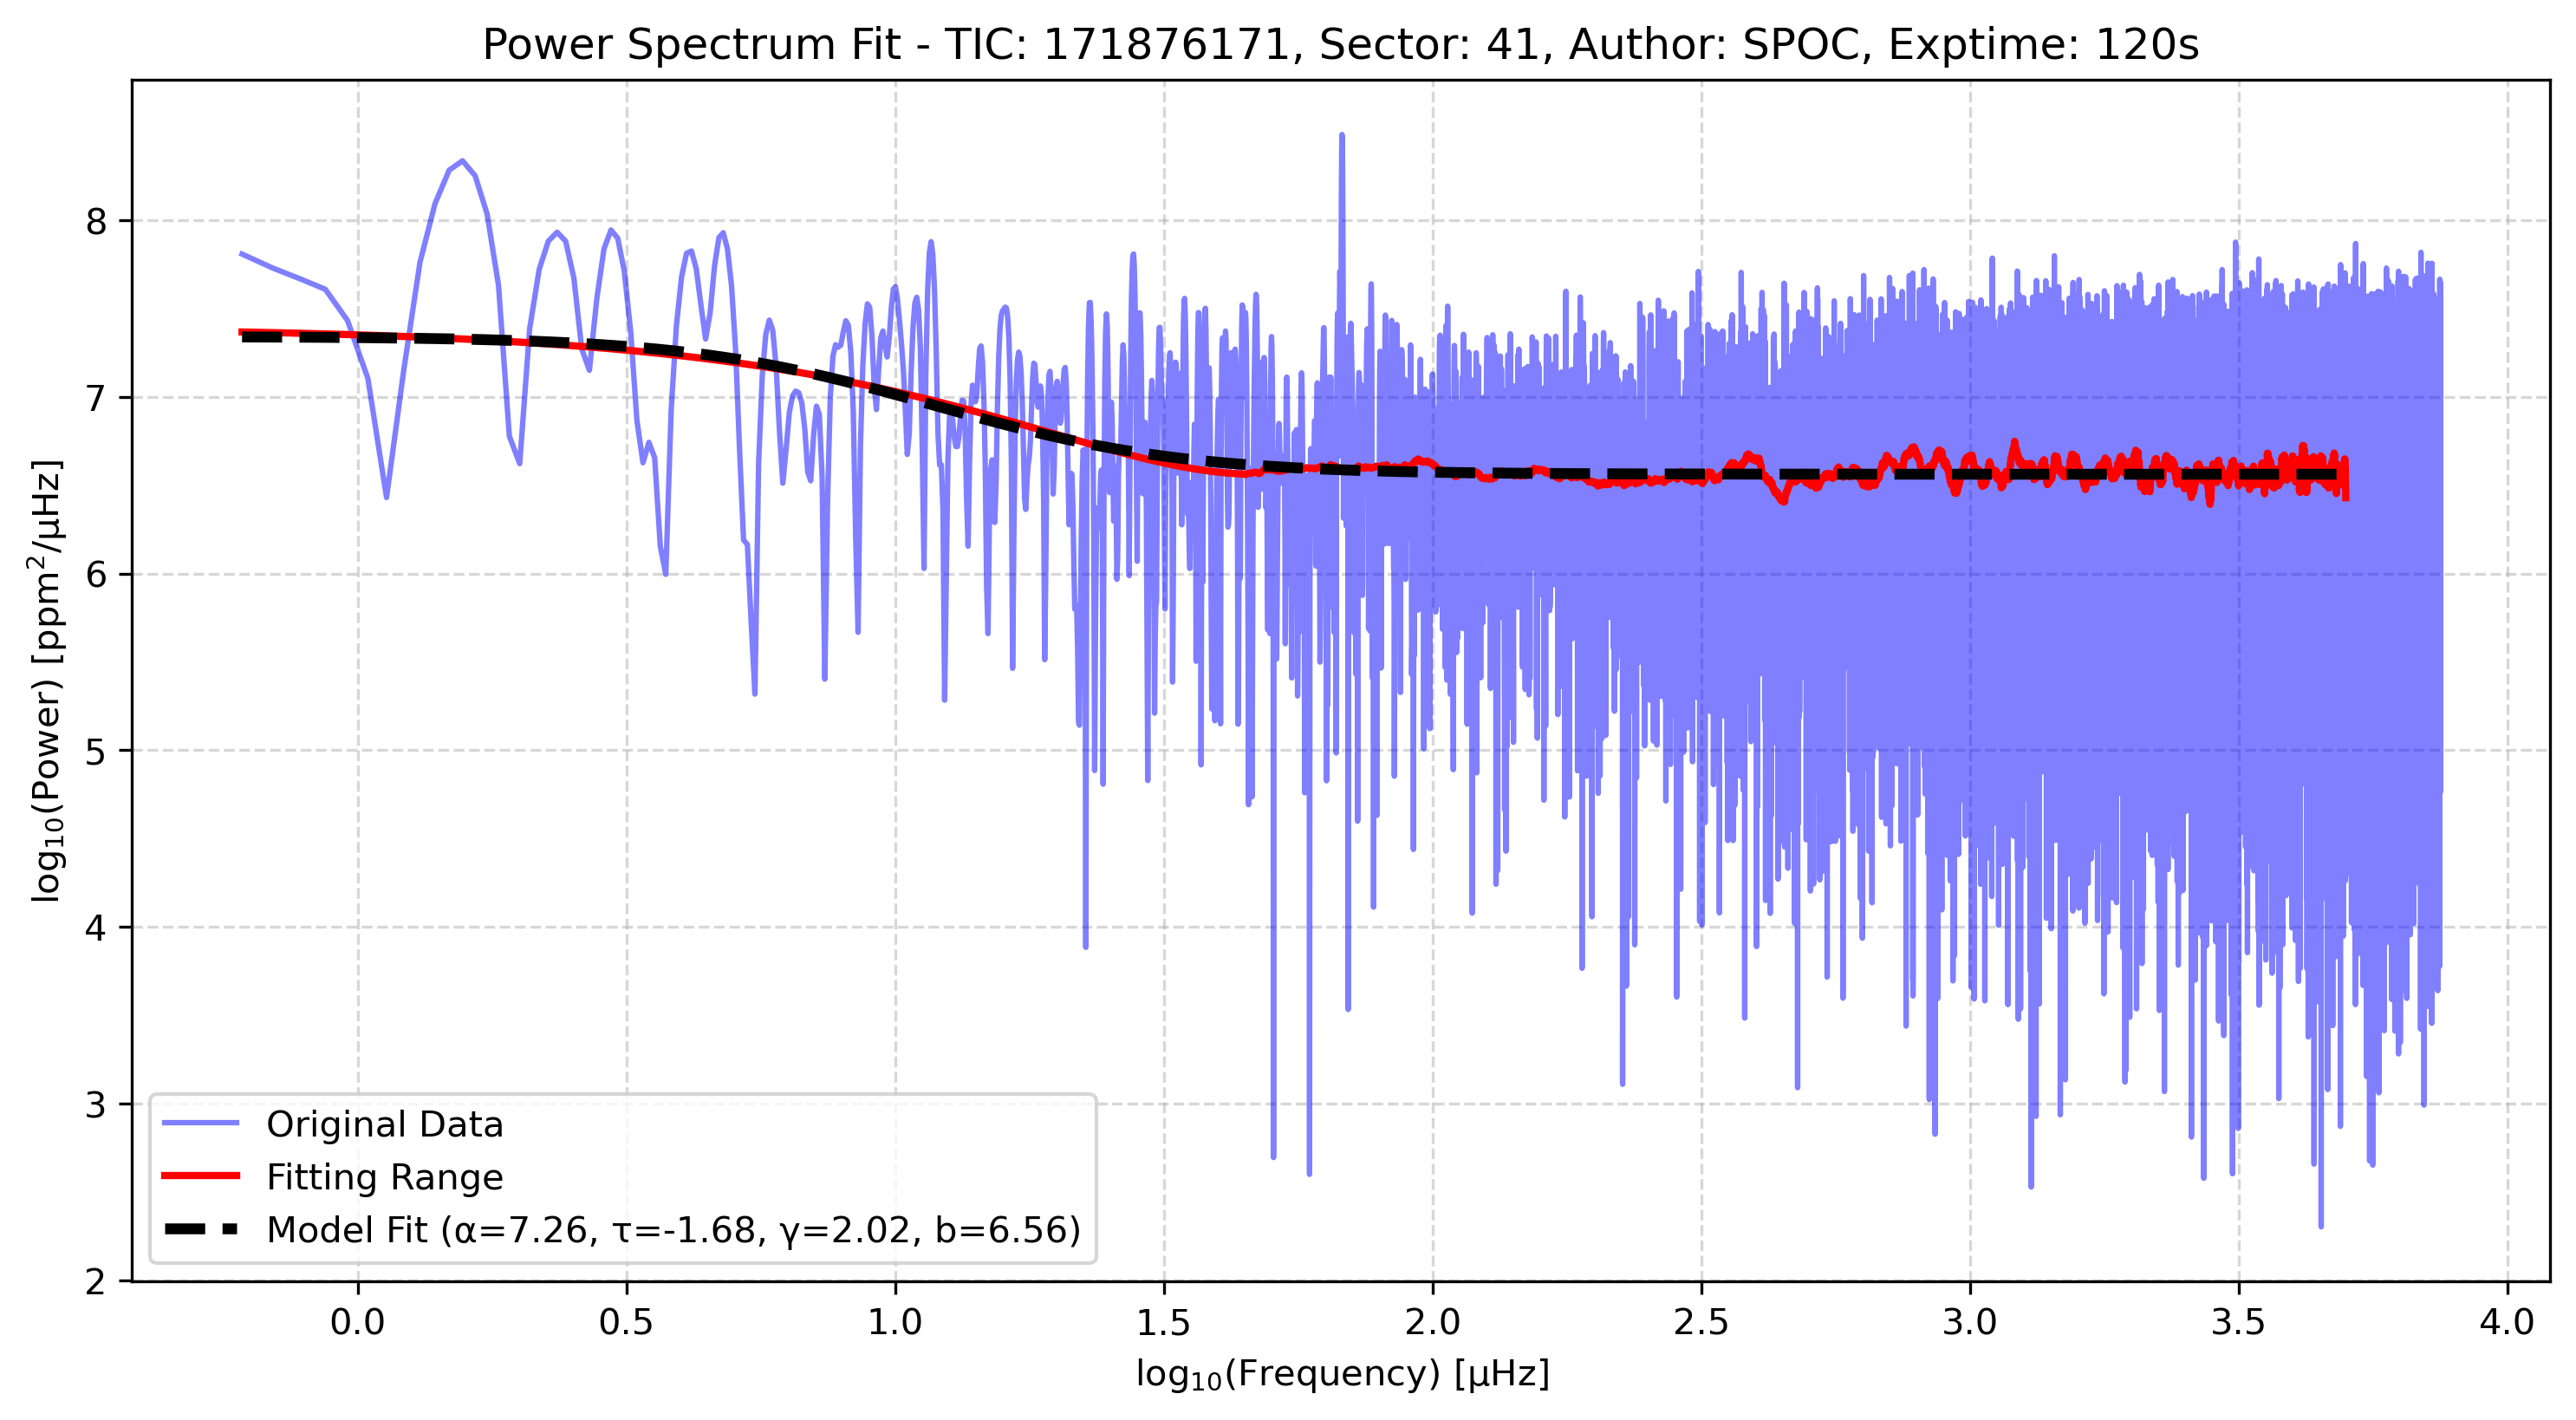 Power Spectrum Fit - TIC: 171876171, Sector: 41, Author: SPOC, Exptime: 120s
log₁₀(Power) [ppm²/μHz]
8
7
6
5
4
3
2
Original Data
Fitting Range
Model Fit (α=7.26, τ=-1.68, γ=2.02, b=6.56)
0.0 0.5 1.0 1.5 2.0 2.5 3.0 3.5 4.0
log₁₀(Frequency) [μHz]